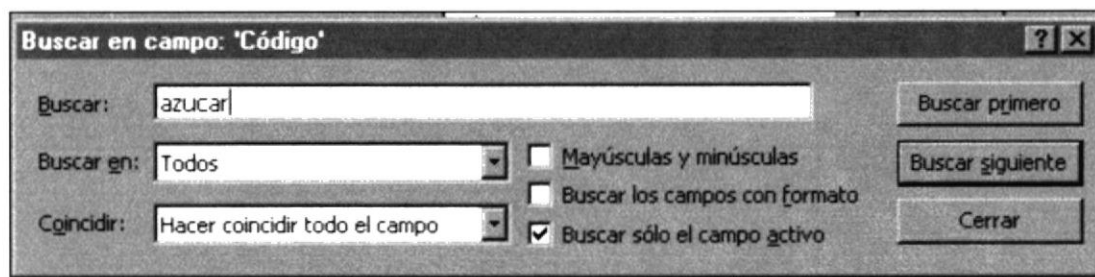 Buscar en campo: 'Código'
Buscar:
azucar
Buscar primero
Buscar en:
Todos
Mayúsculas y minúsculas
Buscar siguiente
Buscar los campos con formato
Coincidir:
Hacer coincidir todo el campo
Buscar sólo el campo activo
Cerrar